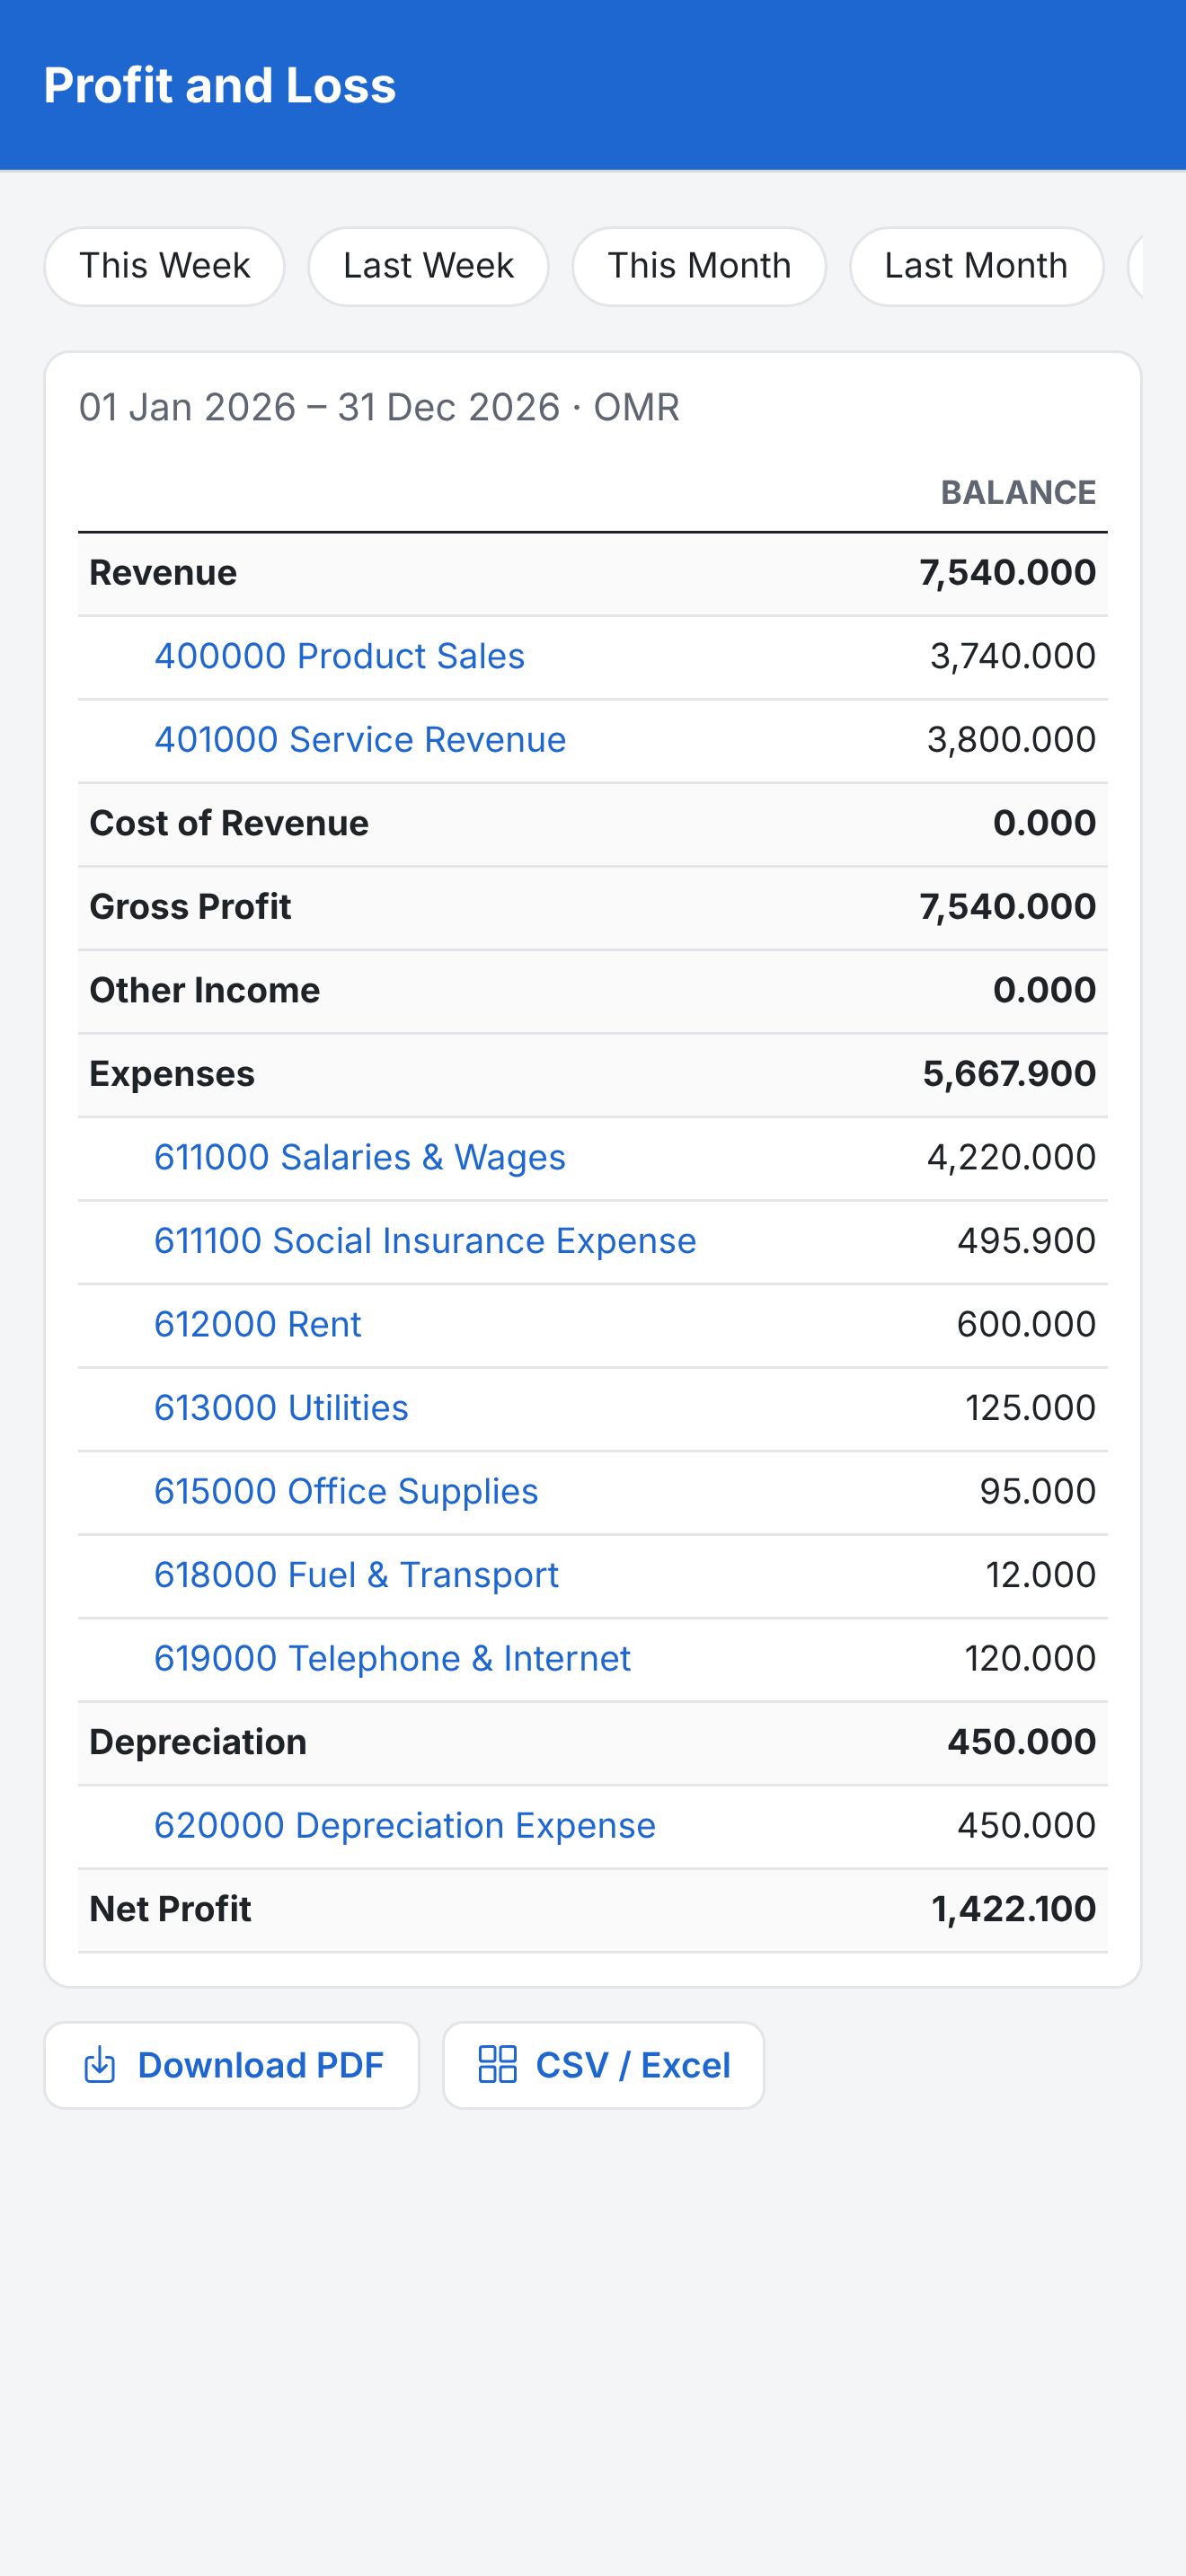 Profit and Loss
This Week Last Week This Month Last Month
01 Jan 2026 – 31 Dec 2026 · OMR
BALANCE
Revenue 7,540.000
400000 Product Sales 3,740.000
401000 Service Revenue 3,800.000
Cost of Revenue 0.000
Gross Profit 7,540.000
Other Income 0.000
Expenses 5,667.900
611000 Salaries & Wages 4,220.000
611100 Social Insurance Expense 495.900
612000 Rent 600.000
613000 Utilities 125.000
615000 Office Supplies 95.000
618000 Fuel & Transport 12.000
619000 Telephone & Internet 120.000
Depreciation 450.000
620000 Depreciation Expense 450.000
Net Profit 1,422.100
Download PDF CSV / Excel